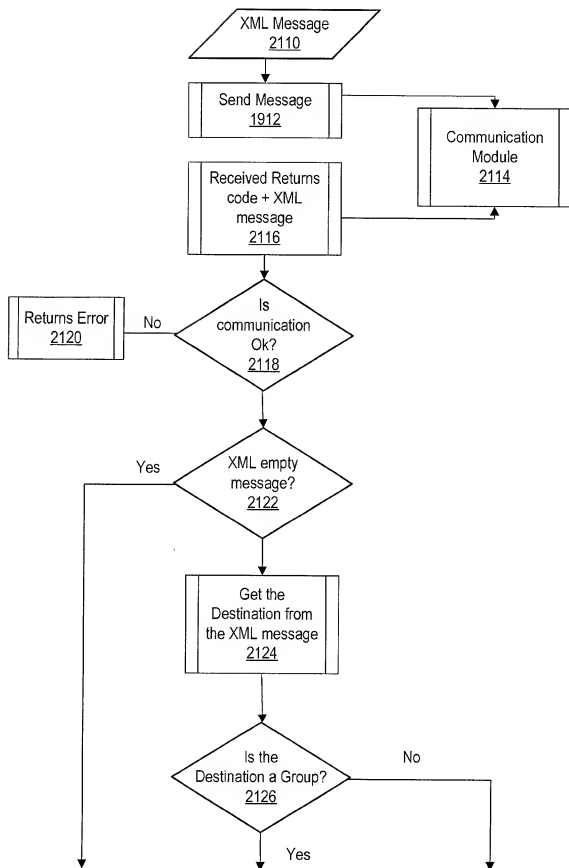 XML Message
2110
Send Message
1912
Communication
Module
2114
Received Returns
code + XML
message
2116
Is
communication
Ok?
2118
No
Returns Error
2120
XML empty
message?
2122
Yes
Get the
Destination from
the XML message
2124
Is the
Destination a Group?
2126
No
Yes